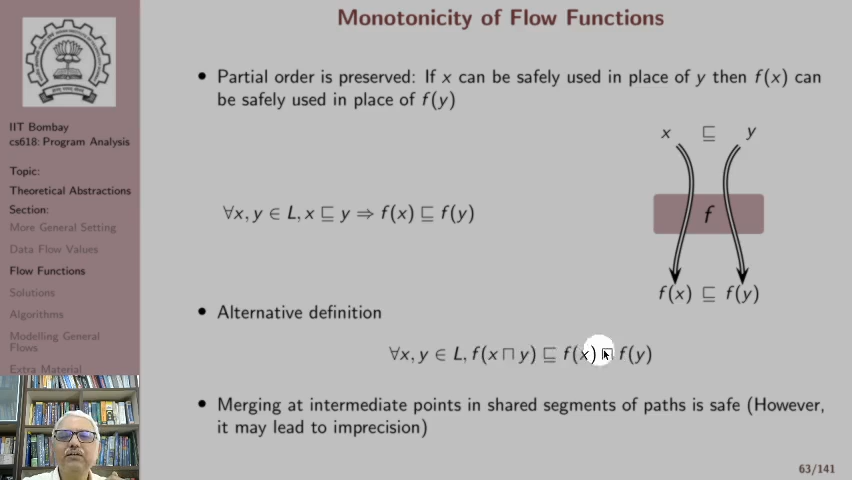 Monotonicity of Flow Functions
IIT Bombay
cs618: Program Analysis
Topic:
Theoretical Abstractions
Section:
More General Setting
Data Flow Values
Flow Functions
Solutions
Algorithms
Modelling General
Flows
Extra Material
• Partial order is preserved: If x can be safely used in place of y then f(x) can
be safely used in place of f(y)
∀x, y ∈ L, x ⊑ y ⇒ f(x) ⊑ f(y)
x ⊑ y
f
f(x) ⊑ f(y)
• Alternative definition
∀x, y ∈ L, f(x ⊓ y) ⊑ f(x) ⊓ f(y)
• Merging at intermediate points in shared segments of paths is safe (However,
it may lead to imprecision)
63/141